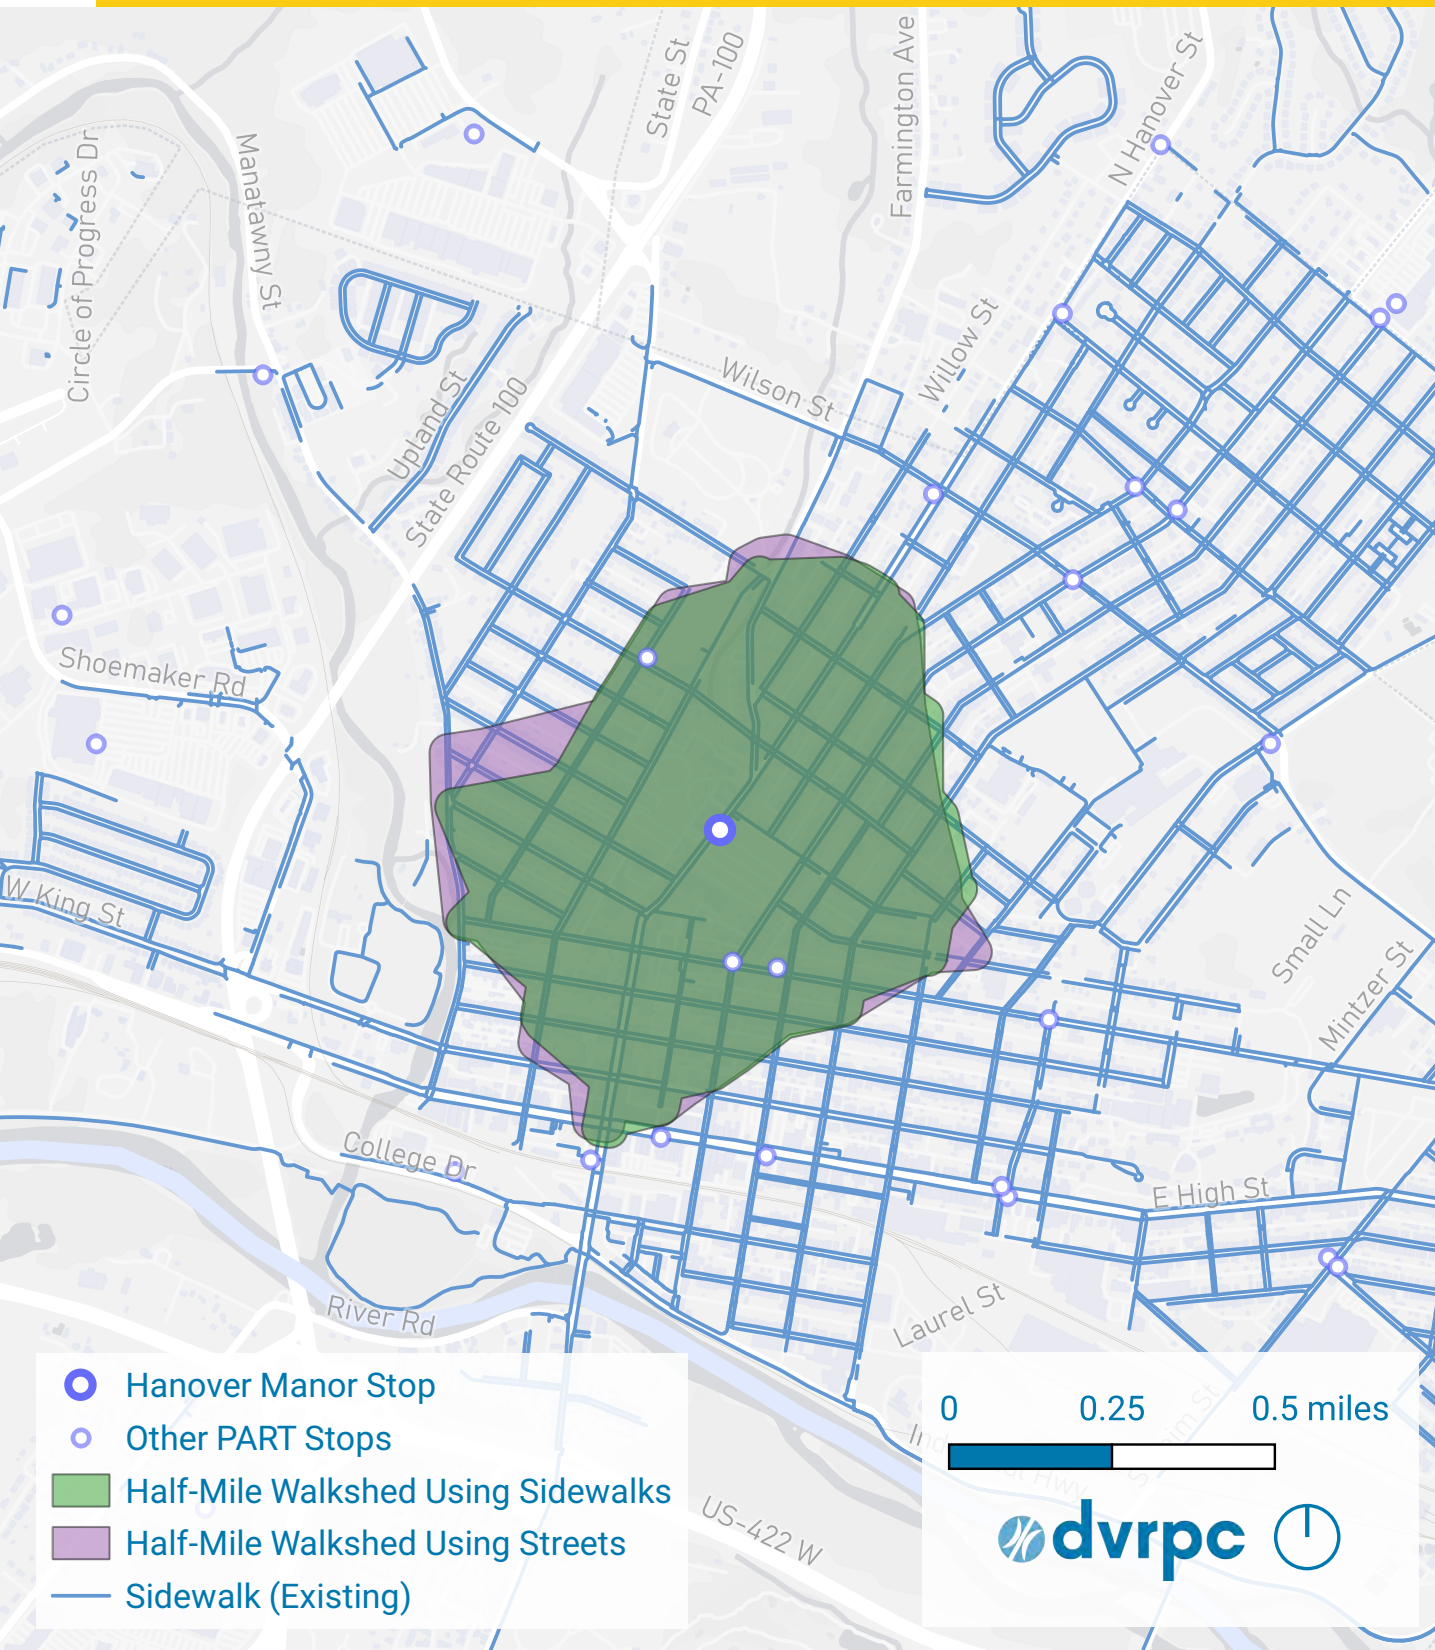 State St
PA-100
Farmington Ave
N Hanover St
Circle of Progress Dr
Manatawny St
Willow St
Wilson St
Upland St
State Route 100
Shoemaker Rd
W King St
Small Ln
Mintzer St
College Dr
E High St
River Rd
Laurel St
US-422 W
Hwy
Hanover Manor Stop
Other PART Stops
Half-Mile Walkshed Using Sidewalks
Half-Mile Walkshed Using Streets
Sidewalk (Existing)
0 0.25 0.5 miles
dvrpc